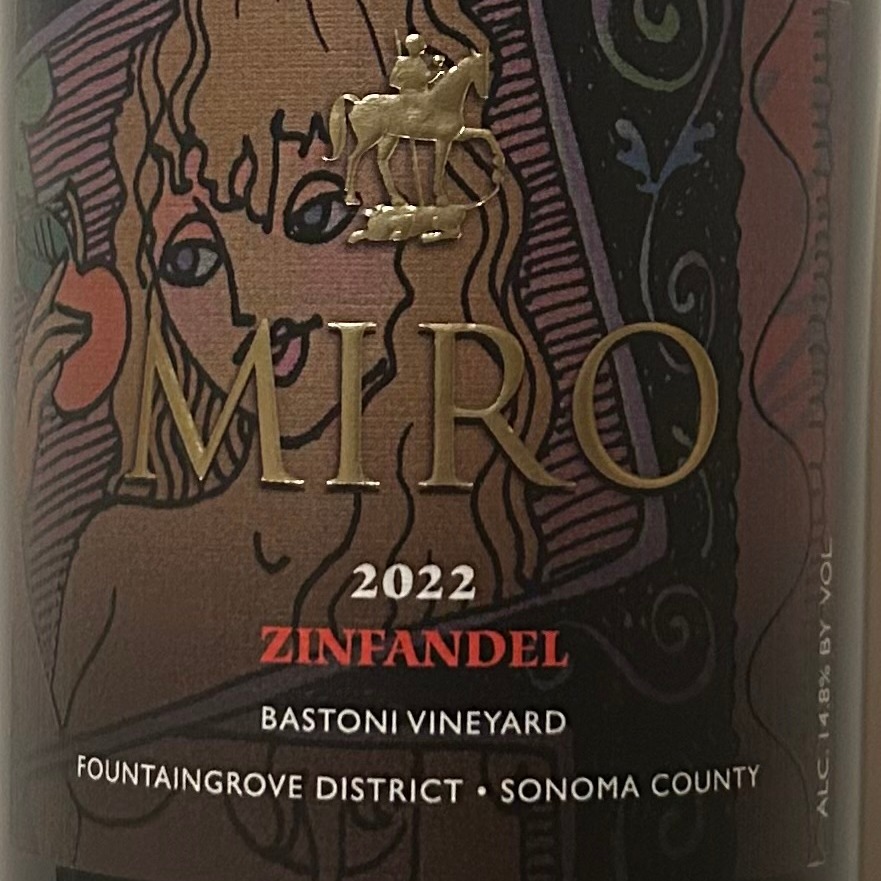 MIRO
2022
ZINFANDEL
BASTONI VINEYARD
FOUNTAINGROVE DISTRICT • SONOMA COUNTY
ALC. 14.8% BY VOL